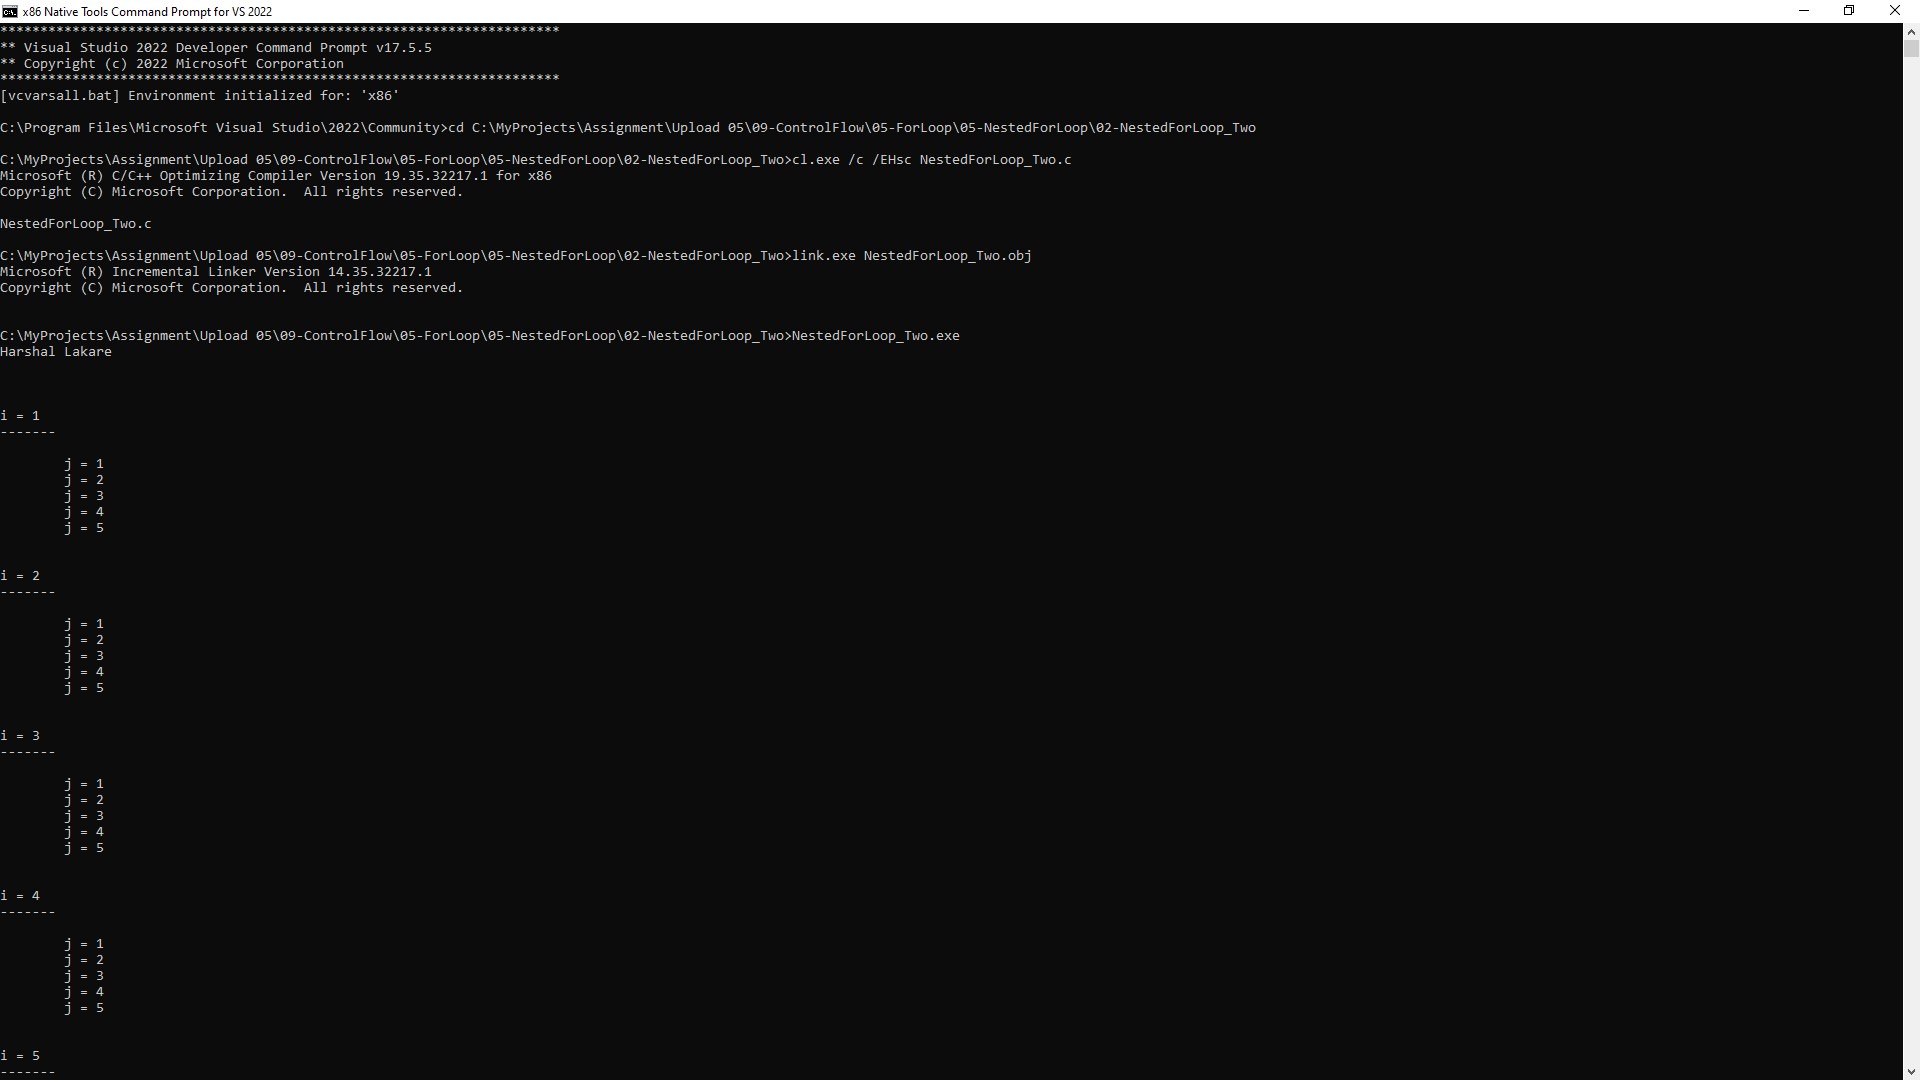 x86 Native Tools Command Prompt for VS 2022
**********************************************************************
** Visual Studio 2022 Developer Command Prompt v17.5.5
** Copyright (c) 2022 Microsoft Corporation
**********************************************************************
[vcvarsall.bat] Environment initialized for: 'x86'
C:\Program Files\Microsoft Visual Studio\2022\Community>cd C:\MyProjects\Assignment\Upload 05\09-ControlFlow\05-ForLoop\05-NestedForLoop\02-NestedForLoop_Two
C:\MyProjects\Assignment\Upload 05\09-ControlFlow\05-ForLoop\05-NestedForLoop\02-NestedForLoop_Two>cl.exe /c /EHsc NestedForLoop_Two.c
Microsoft (R) C/C++ Optimizing Compiler Version 19.35.32217.1 for x86
Copyright (C) Microsoft Corporation.  All rights reserved.
NestedForLoop_Two.c
C:\MyProjects\Assignment\Upload 05\09-ControlFlow\05-ForLoop\05-NestedForLoop\02-NestedForLoop_Two>link.exe NestedForLoop_Two.obj
Microsoft (R) Incremental Linker Version 14.35.32217.1
Copyright (C) Microsoft Corporation.  All rights reserved.
C:\MyProjects\Assignment\Upload 05\09-ControlFlow\05-ForLoop\05-NestedForLoop\02-NestedForLoop_Two>NestedForLoop_Two.exe
Harshal Lakare
i = 1
-------
j = 1
j = 2
j = 3
j = 4
j = 5
i = 2
-------
j = 1
j = 2
j = 3
j = 4
j = 5
i = 3
-------
j = 1
j = 2
j = 3
j = 4
j = 5
i = 4
-------
j = 1
j = 2
j = 3
j = 4
j = 5
i = 5
-------